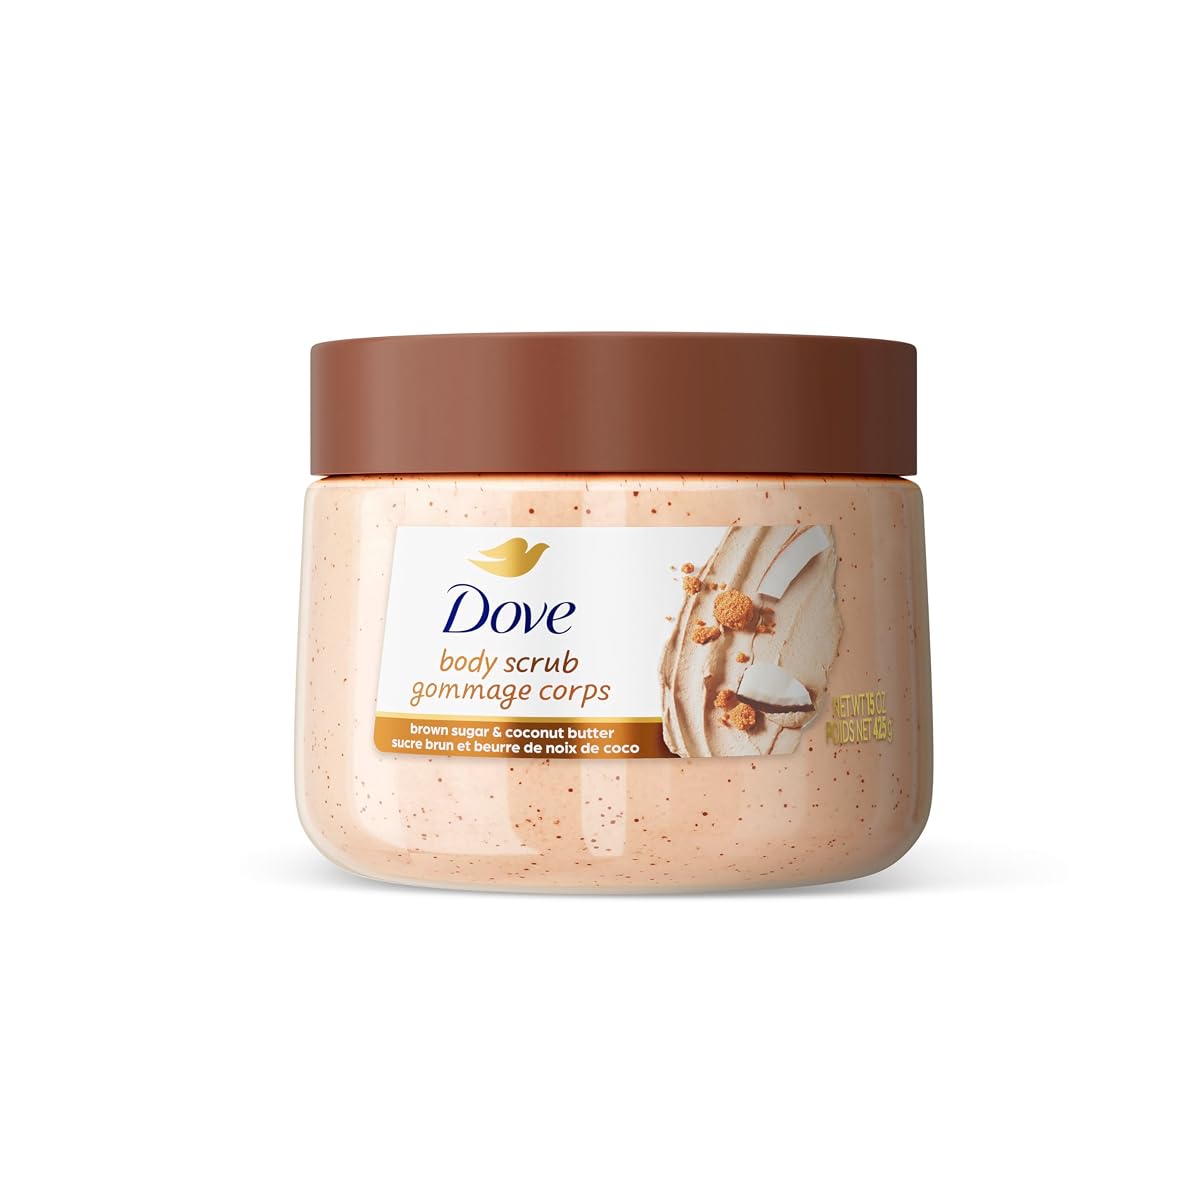 Dove
body scrub
gommage corps
brown sugar & coconut butter
sucre brun et beurre de noix de coco
NET WT 15 OZ
POIDS NET 425 g